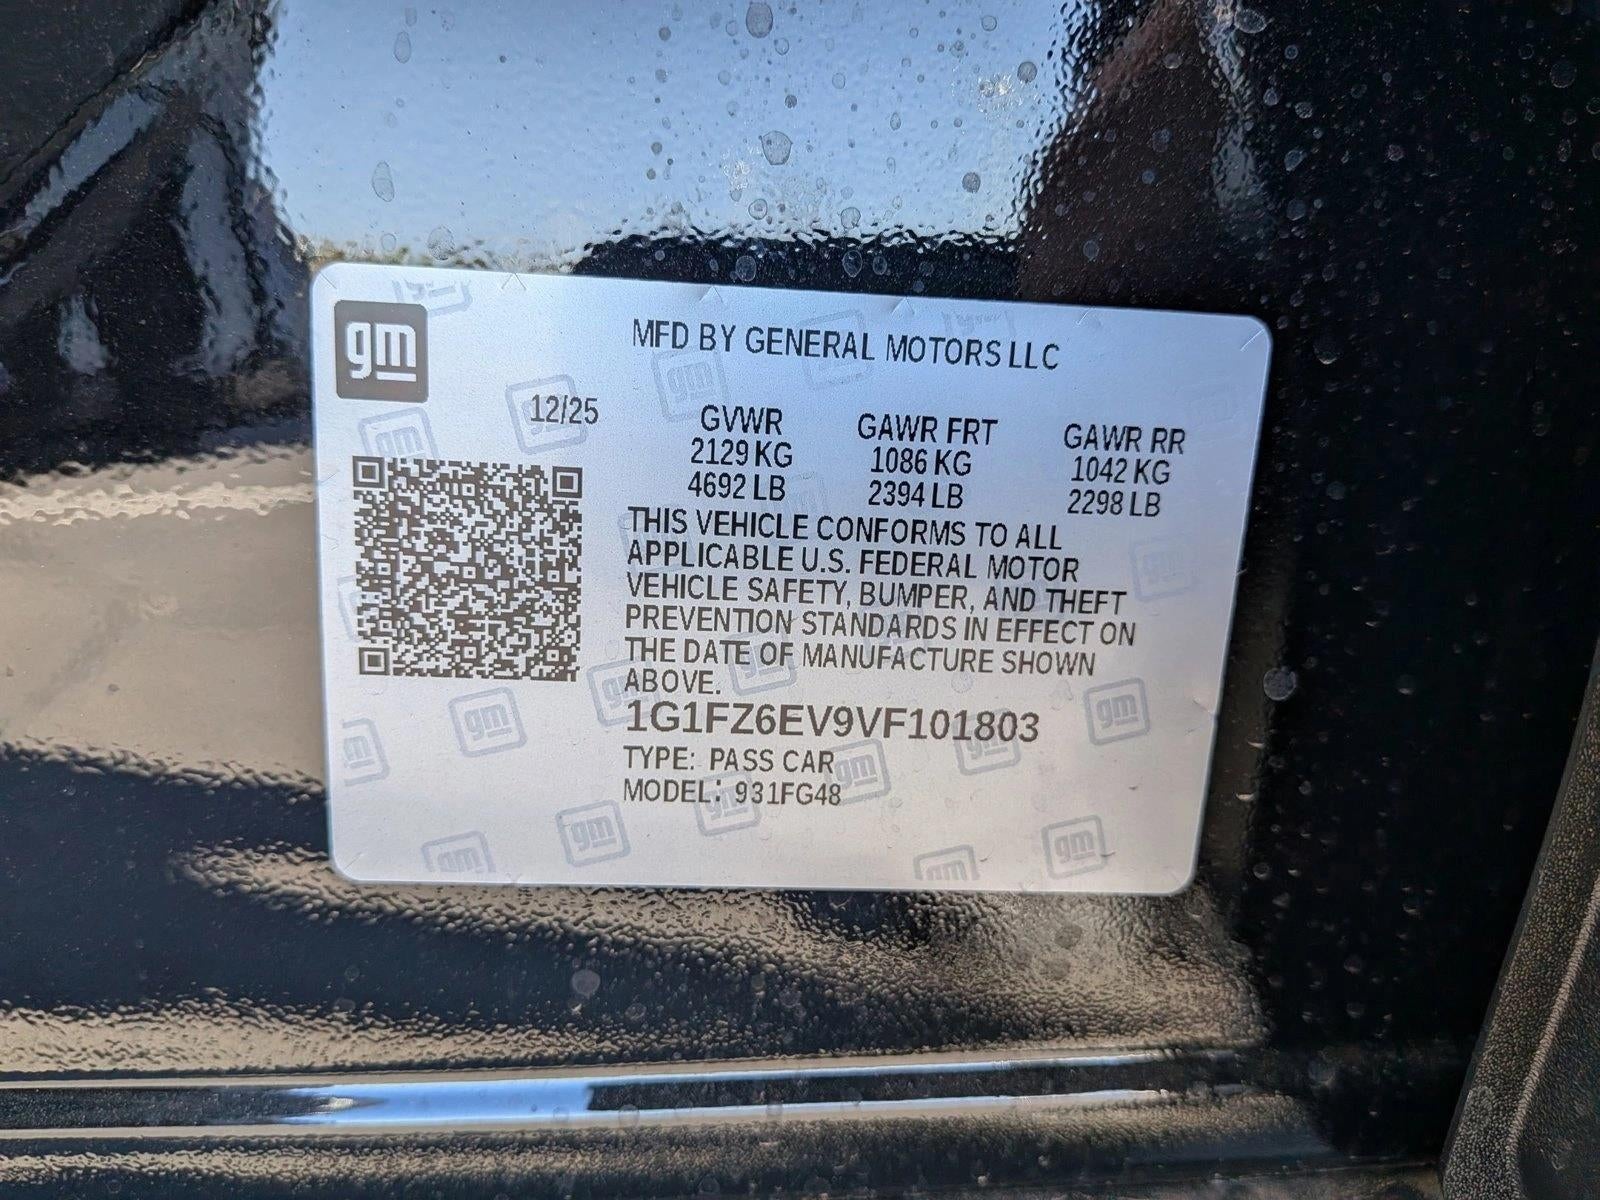 gm
MFD BY GENERAL MOTORS LLC
12/25
GVWR GAWR FRT GAWR RR
2129 KG 1086 KG 1042 KG
4692 LB 2394 LB 2298 LB
THIS VEHICLE CONFORMS TO ALL
APPLICABLE U.S. FEDERAL MOTOR
VEHICLE SAFETY, BUMPER, AND THEFT
PREVENTION STANDARDS IN EFFECT ON
THE DATE OF MANUFACTURE SHOWN
ABOVE.
1G1FZ6EV9VF101803
TYPE: PASS CAR
MODEL: 931FG48